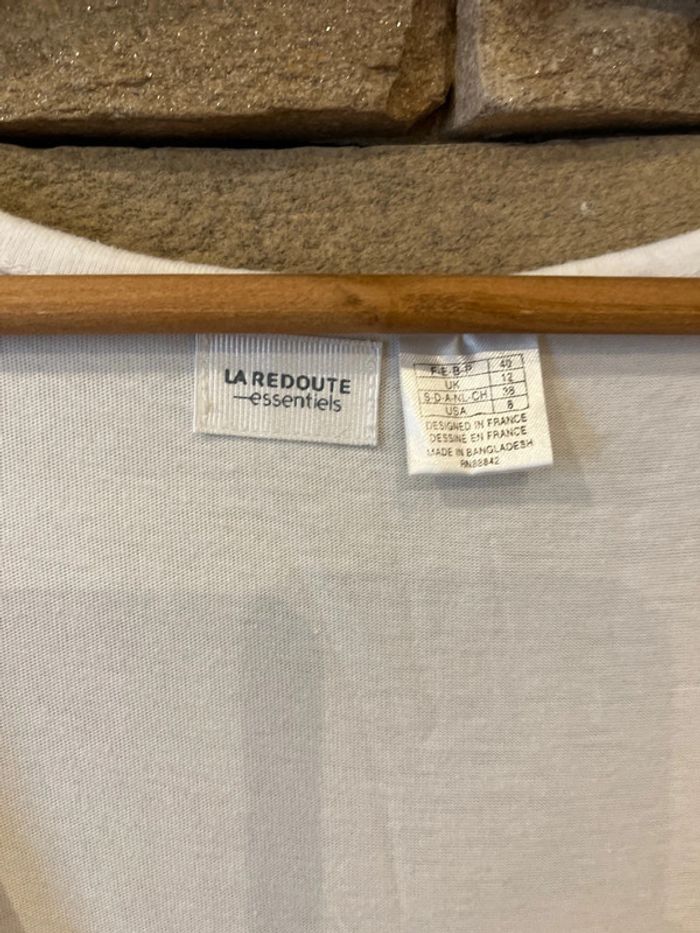 LA REDOUTE
essentiels
F-E-B-P 40
UK 12
S-D-A-NL-CH 38
USA 8
DESIGNED IN FRANCE
DESSINE EN FRANCE
MADE IN BANGLADESH
RN88842